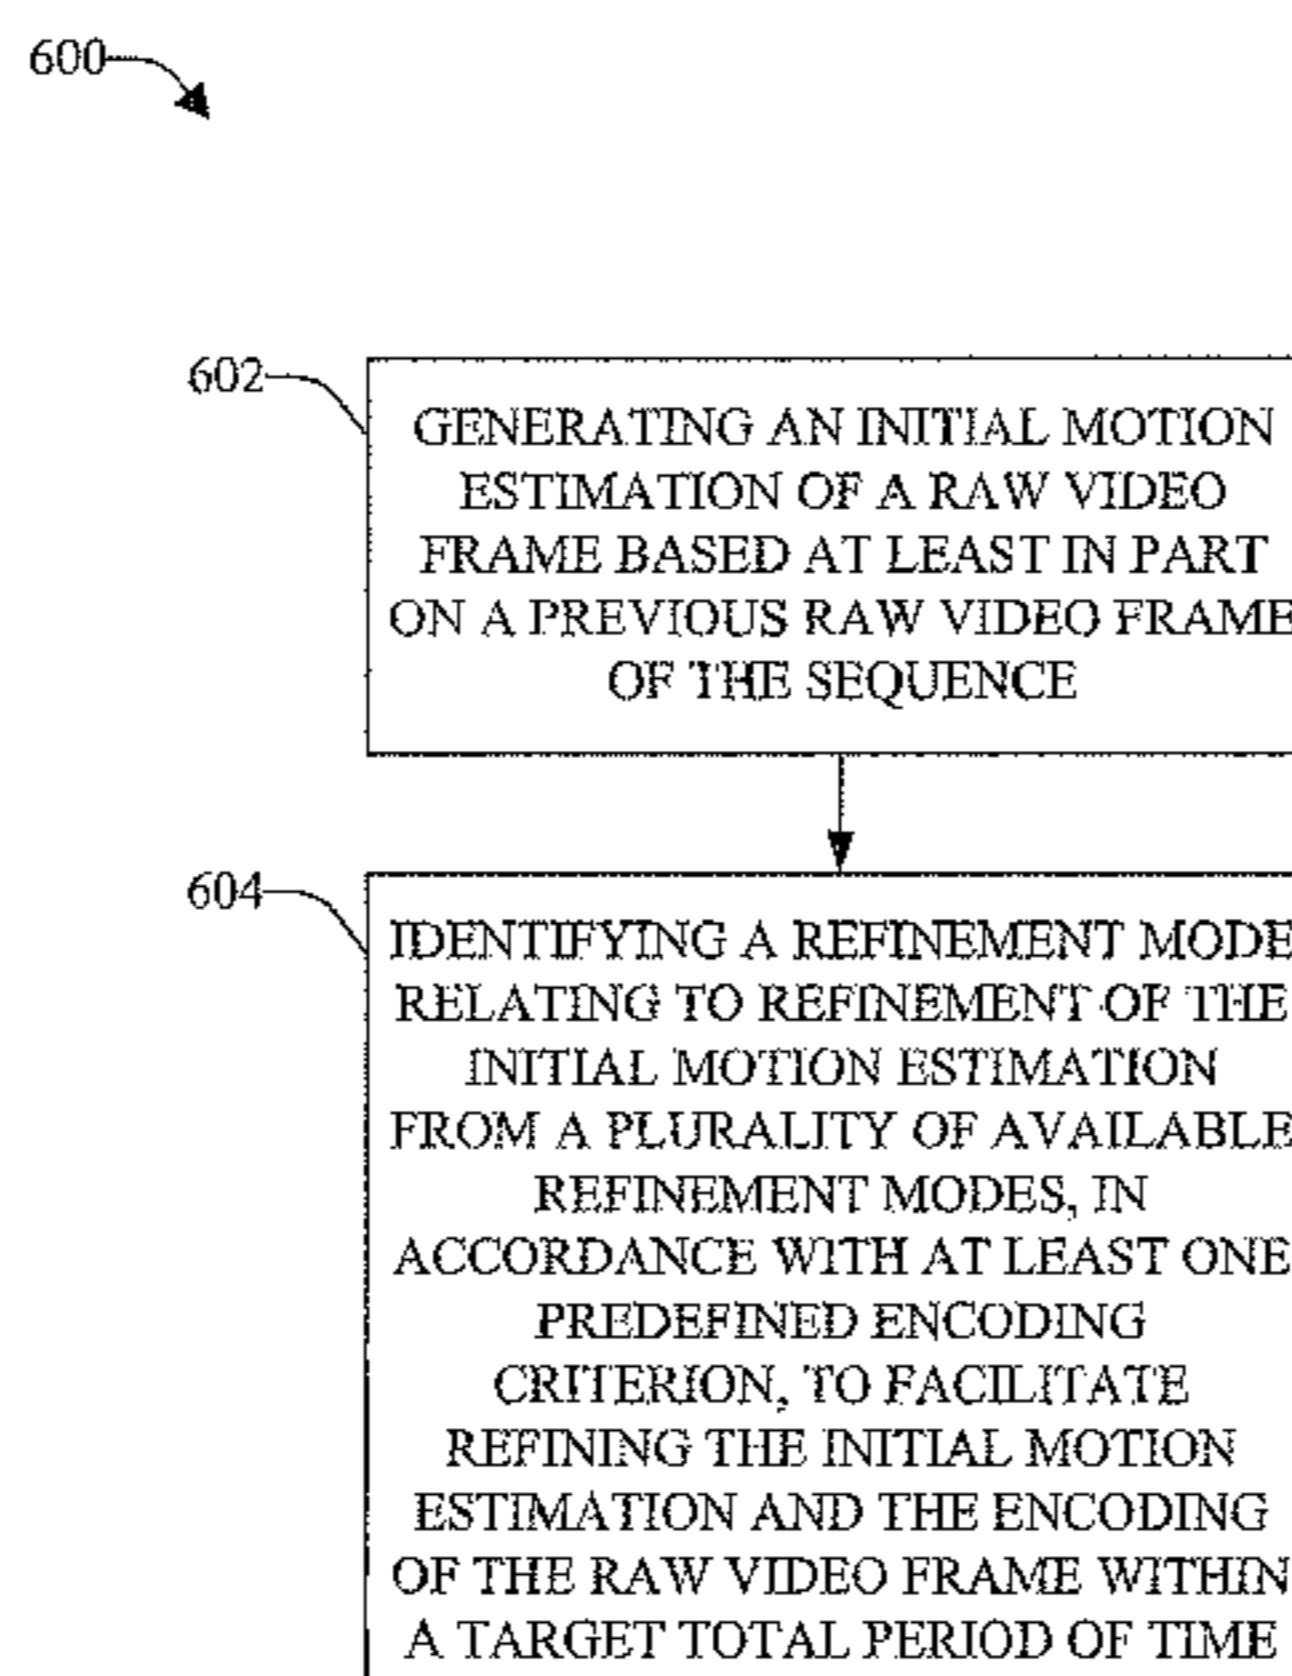 600
602
GENERATING AN INITIAL MOTION
ESTIMATION OF A RAW VIDEO
FRAME BASED AT LEAST IN PART
ON A PREVIOUS RAW VIDEO FRAME
OF THE SEQUENCE
604
IDENTIFYING A REFINEMENT MODE
RELATING TO REFINEMENT OF THE
INITIAL MOTION ESTIMATION
FROM A PLURALITY OF AVAILABLE
REFINEMENT MODES, IN
ACCORDANCE WITH AT LEAST ONE
PREDEFINED ENCODING
CRITERION, TO FACILITATE
REFINING THE INITIAL MOTION
ESTIMATION AND THE ENCODING
OF THE RAW VIDEO FRAME WITHIN
A TARGET TOTAL PERIOD OF TIME